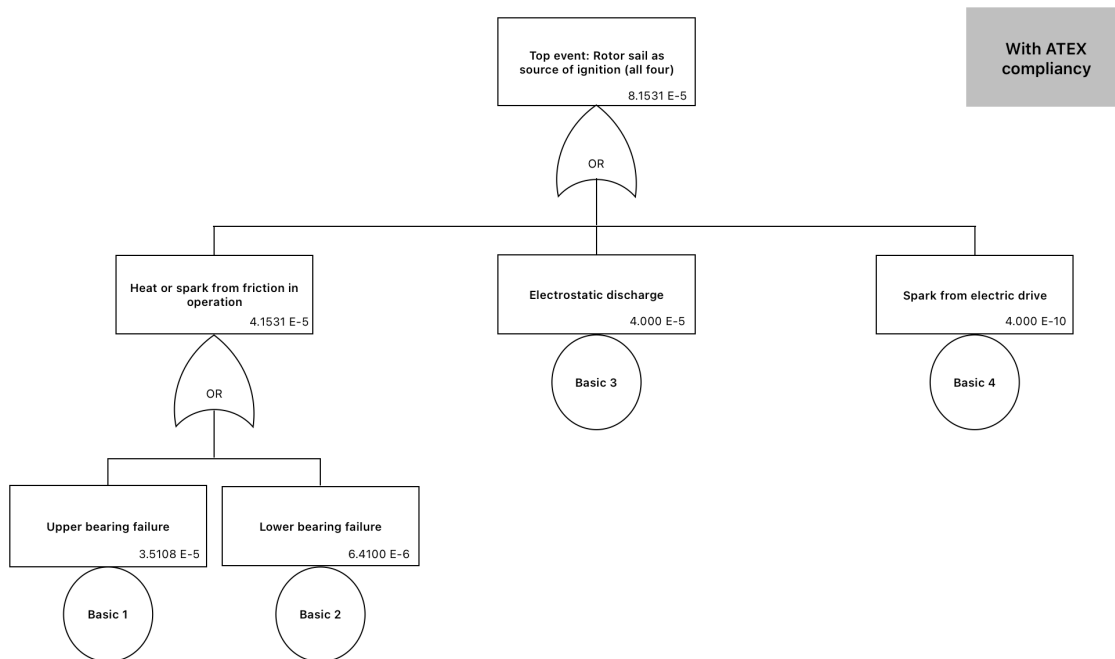 Top event: Rotor sail as
source of ignition (all four)
8.1531 E-5
With ATEX
compliancy
OR
Heat or spark from friction in
operation
4.1531 E-5
Electrostatic discharge
4.000 E-5
Spark from electric drive
4.000 E-10
OR
Basic 3
Basic 4
Upper bearing failure
3.5108 E-5
Lower bearing failure
6.4100 E-6
Basic 1
Basic 2